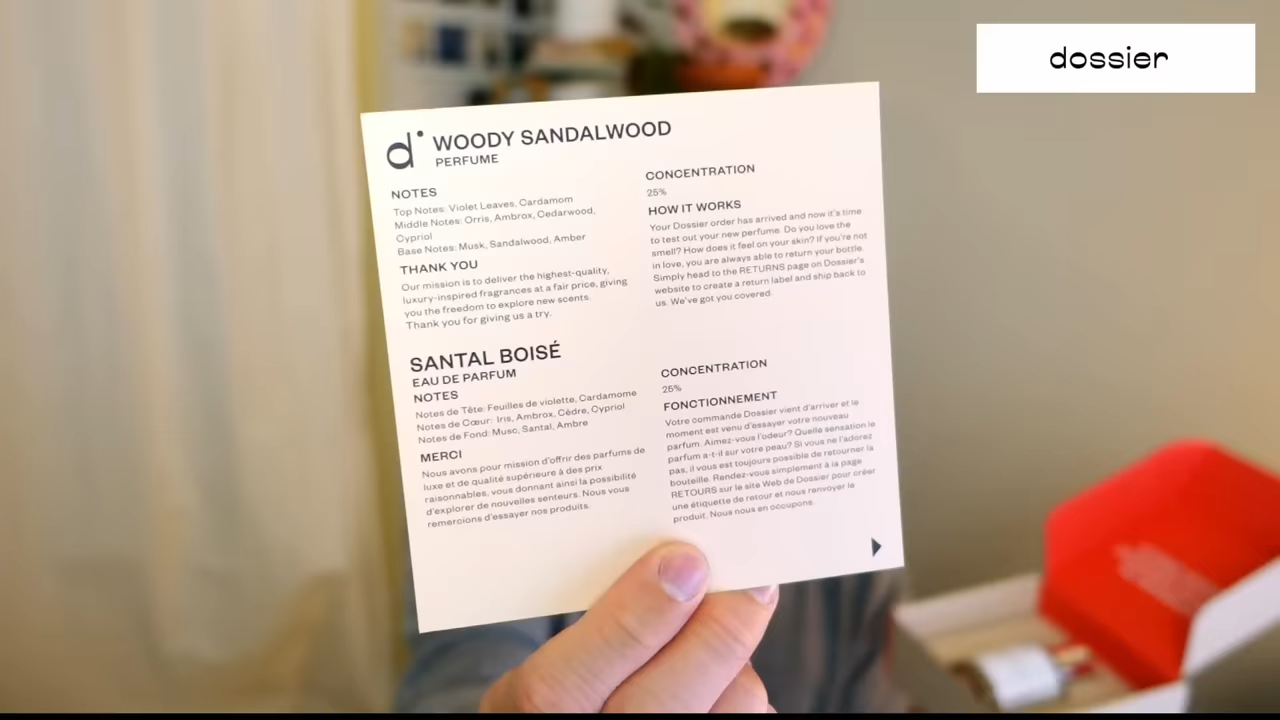 dossier
d WOODY SANDALWOOD
PERFUME
NOTES
Top Notes: Violet Leaves, Cardamom
Middle Notes: Orris, Ambrox, Cedarwood,
Cypriol
Base Notes: Musk, Sandalwood, Amber
THANK YOU
Our mission is to deliver the highest-quality,
luxury-inspired fragrances at a fair price, giving
you the freedom to explore new scents.
Thank you for giving us a try.
CONCENTRATION
25%
HOW IT WORKS
Your Dossier order has arrived and now it's time
to test out your new perfume. Do you love the
smell? How does it feel on your skin? If you're not
in love, you are always able to return your bottle.
Simply head to the RETURNS page on Dossier's
website to create a return label and ship back to
us. We've got you covered.
SANTAL BOISÉ
EAU DE PARFUM
NOTES
Notes de Tête: Feuilles de violette, Cardamome
Notes de Cœur: Iris, Ambrox, Cèdre, Cypriol
Notes de Fond: Musc, Santal, Ambre
MERCI
Nous avons pour mission d'offrir des parfums de
luxe et de qualité supérieure à des prix
raisonnables, vous donnant ainsi la possibilité
d'explorer de nouvelles senteurs. Nous vous
remercions d'essayer nos produits.
CONCENTRATION
25%
FONCTIONNEMENT
Votre commande Dossier vient d'arriver et le
moment est venu d'essayer votre nouveau
parfum. Aimez-vous l'odeur? Quelle sensation le
parfum a-t-il sur votre peau? Si vous ne l'adorez
pas, il vous est toujours possible de retourner la
bouteille. Rendez-vous simplement à la page
RETOURS sur le site Web de Dossier pour créer
une étiquette de retour et nous renvoyer le
produit. Nous nous en occupons.